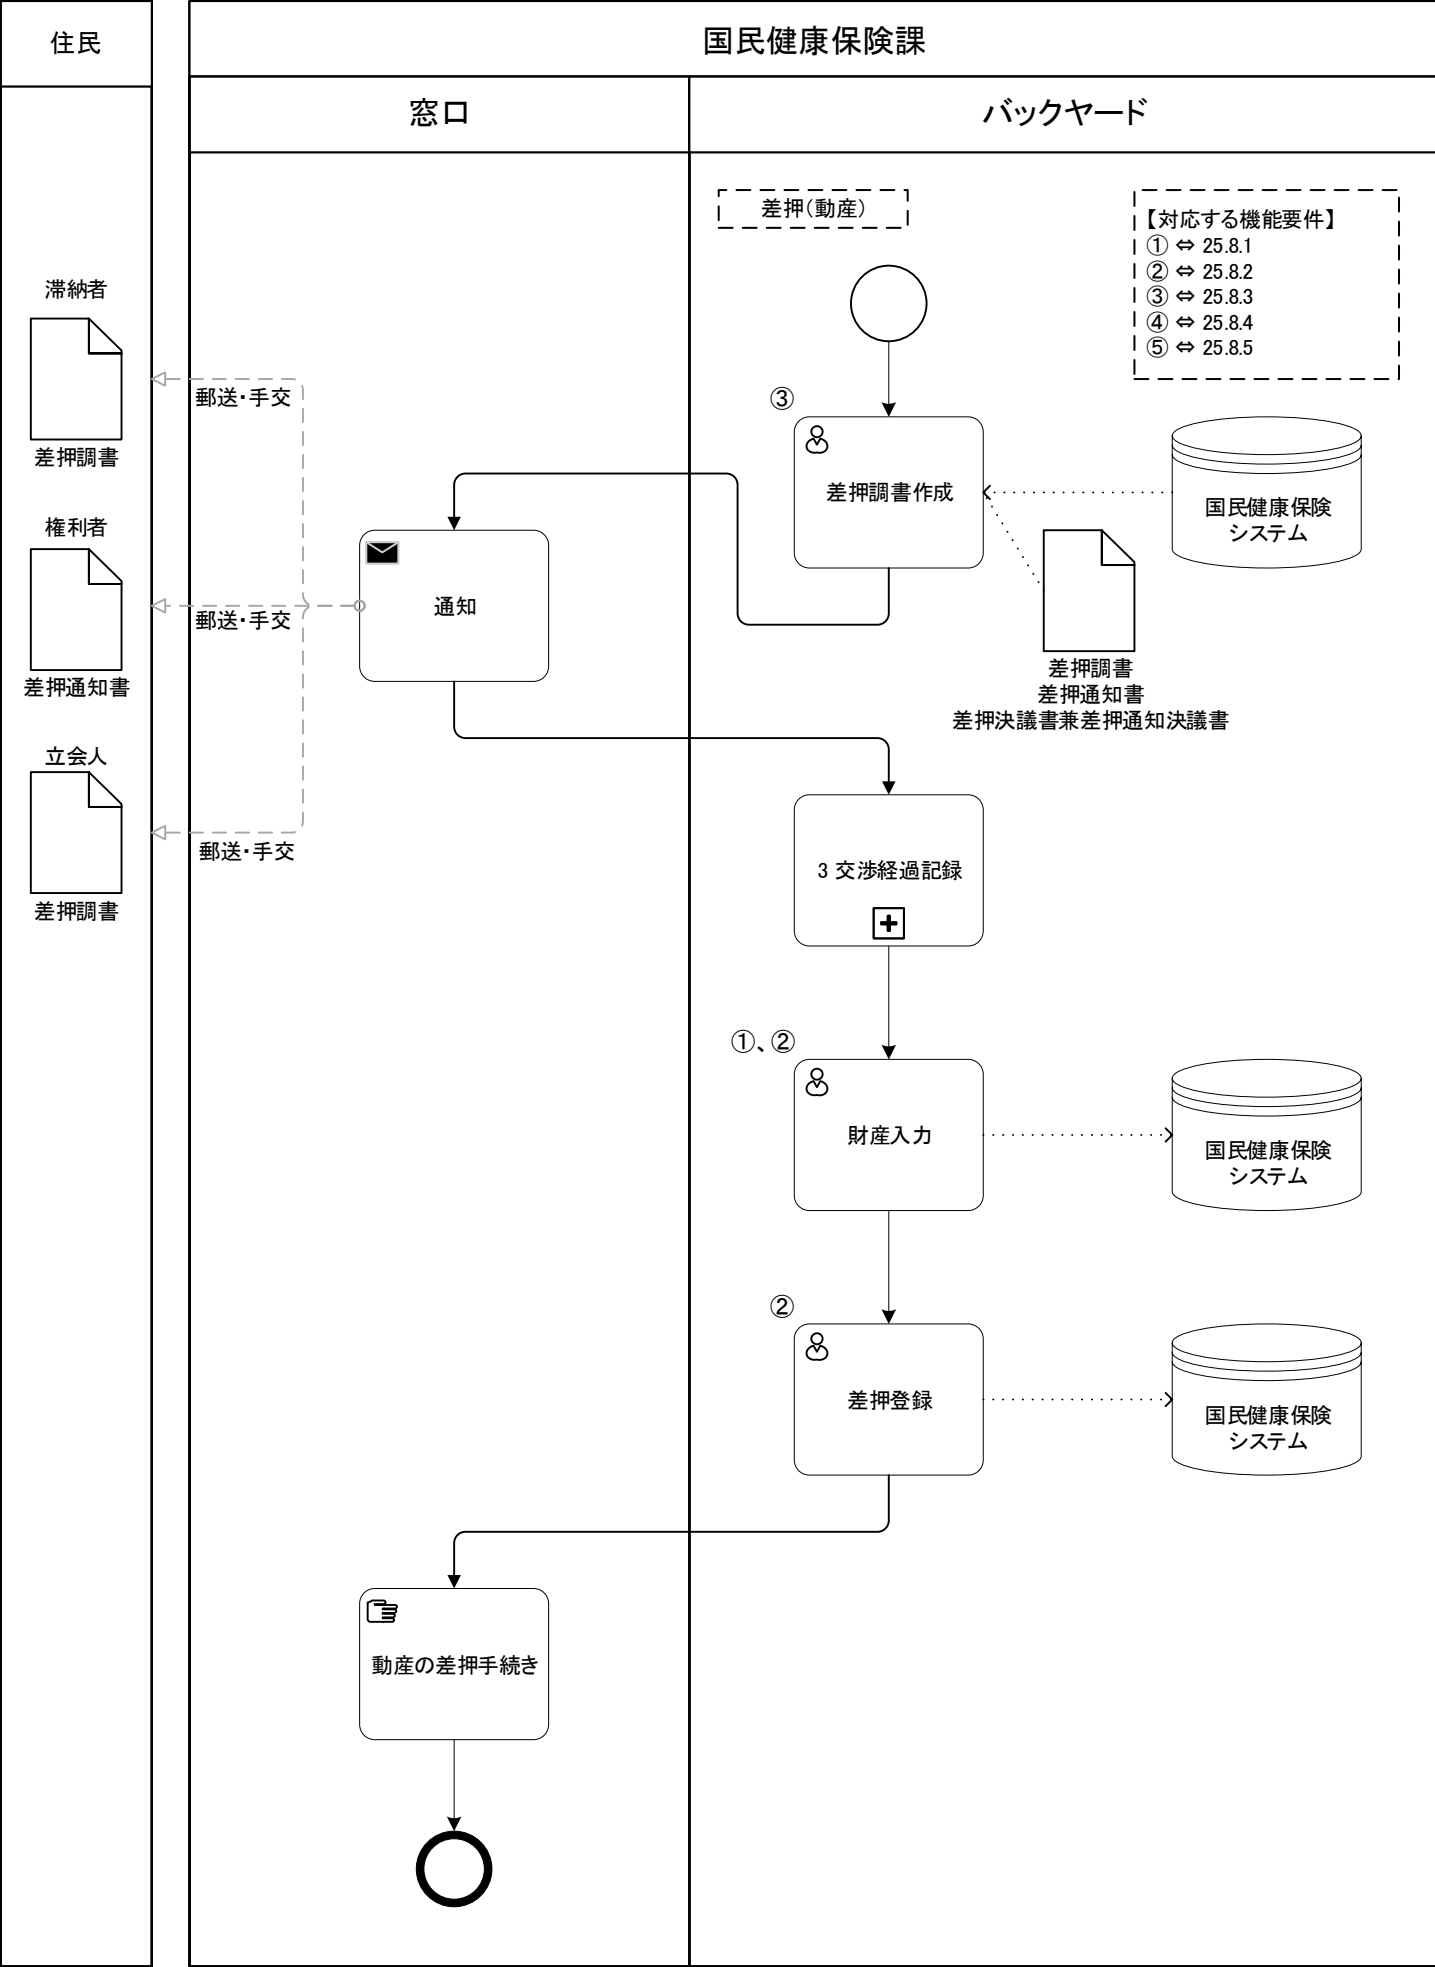 住民
国民健康保険課
窓口
バックヤード
差押（動産）
【対応する機能要件】
① ⇔ 25.8.1
② ⇔ 25.8.2
③ ⇔ 25.8.3
④ ⇔ 25.8.4
⑤ ⇔ 25.8.5
滞納者
差押調書
郵送・手交
権利者
差押通知書
郵送・手交
立会人
差押調書
郵送・手交
③
差押調書作成
国民健康保険
システム
差押調書
差押通知書
差押決議書兼差押通知決議書
通知
3 交渉経過記録
①、②
財産入力
国民健康保険
システム
②
差押登録
国民健康保険
システム
動産の差押手続き